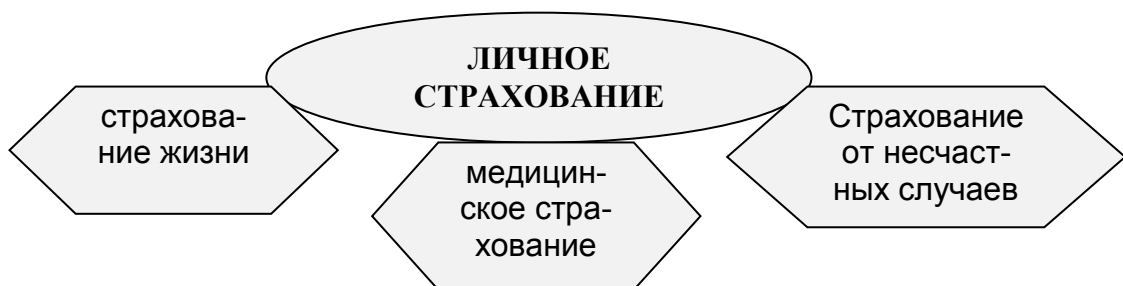 ЛИЧНОЕ
СТРАХОВАНИЕ
страхова-
ние жизни
медицин-
ское стра-
хование
Страхование
от несчаст-
ных случаев